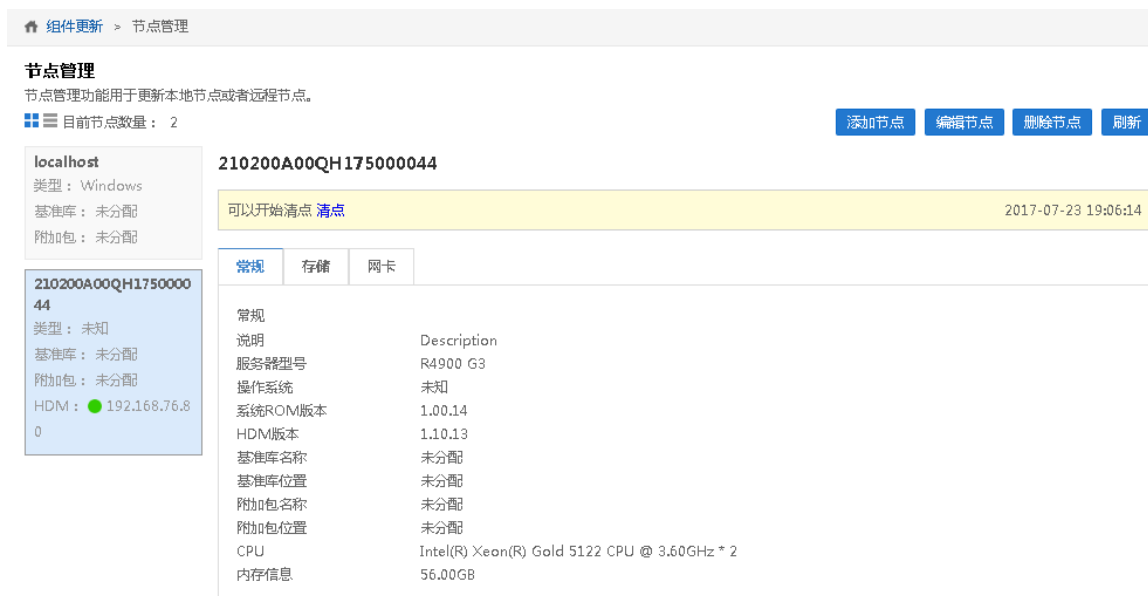 组件更新 > 节点管理
节点管理
节点管理功能用于更新本地节点或者远程节点。
目前节点数量： 2
添加节点 编辑节点 删除节点 刷新
localhost
类型： Windows
基准库： 未分配
附加包： 未分配
210200A00QH1750000
44
类型： 未知
基准库： 未分配
附加包： 未分配
HDM： 192.168.76.8
0
210200A00QH175000044
可以开始清点 清点 2017-07-23 19:06:14
常规 存储 网卡
常规
说明 Description
服务器型号 R4900 G3
操作系统 未知
系统ROM版本 1.00.14
HDM版本 1.10.13
基准库名称 未分配
基准库位置 未分配
附加包名称 未分配
附加包位置 未分配
CPU Intel(R) Xeon(R) Gold 5122 CPU @ 3.60GHz * 2
内存信息 56.00GB